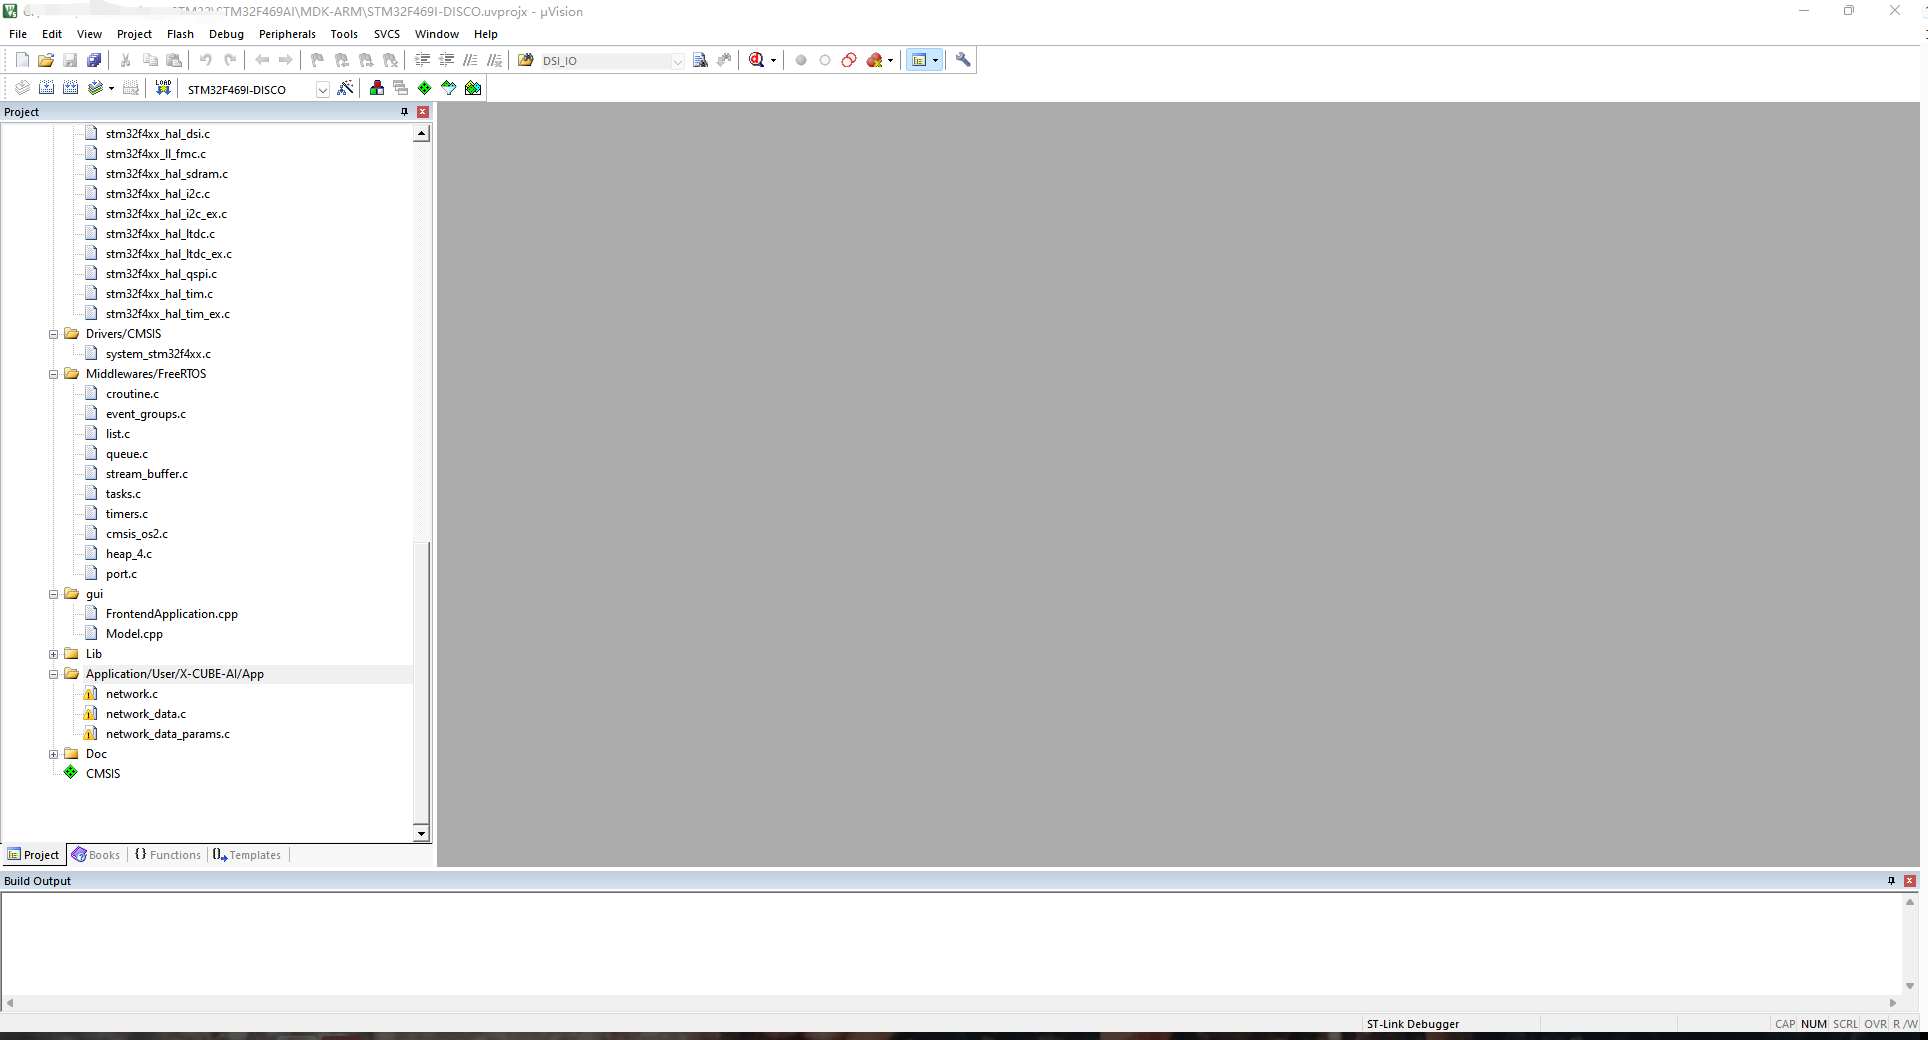 STM32\STM32F469AI\MDK-ARM\STM32F469I-DISCO.uvprojx - µVision
File Edit View Project Flash Debug Peripherals Tools SVCS Window Help
DSI_IO
LOAD STM32F469I-DISCO
Project
stm32f4xx_hal_dsi.c
stm32f4xx_ll_fmc.c
stm32f4xx_hal_sdram.c
stm32f4xx_hal_i2c.c
stm32f4xx_hal_i2c_ex.c
stm32f4xx_hal_ltdc.c
stm32f4xx_hal_ltdc_ex.c
stm32f4xx_hal_qspi.c
stm32f4xx_hal_tim.c
stm32f4xx_hal_tim_ex.c
Drivers/CMSIS
system_stm32f4xx.c
Middlewares/FreeRTOS
croutine.c
event_groups.c
list.c
queue.c
stream_buffer.c
tasks.c
timers.c
cmsis_os2.c
heap_4.c
port.c
gui
FrontendApplication.cpp
Model.cpp
Lib
Application/User/X-CUBE-AI/App
network.c
network_data.c
network_data_params.c
Doc
CMSIS
Project Books {} Functions Templates
Build Output
ST-Link Debugger CAP NUM SCRL OVR R /W